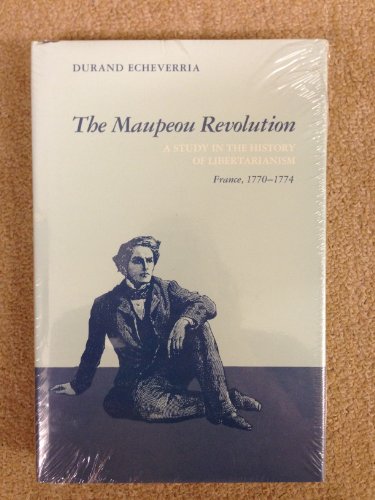 DURAND ECHEVERRIA
The Maupeou Revolution
A STUDY IN THE HISTORY
OF LIBERTARIANISM
France, 1770–1774